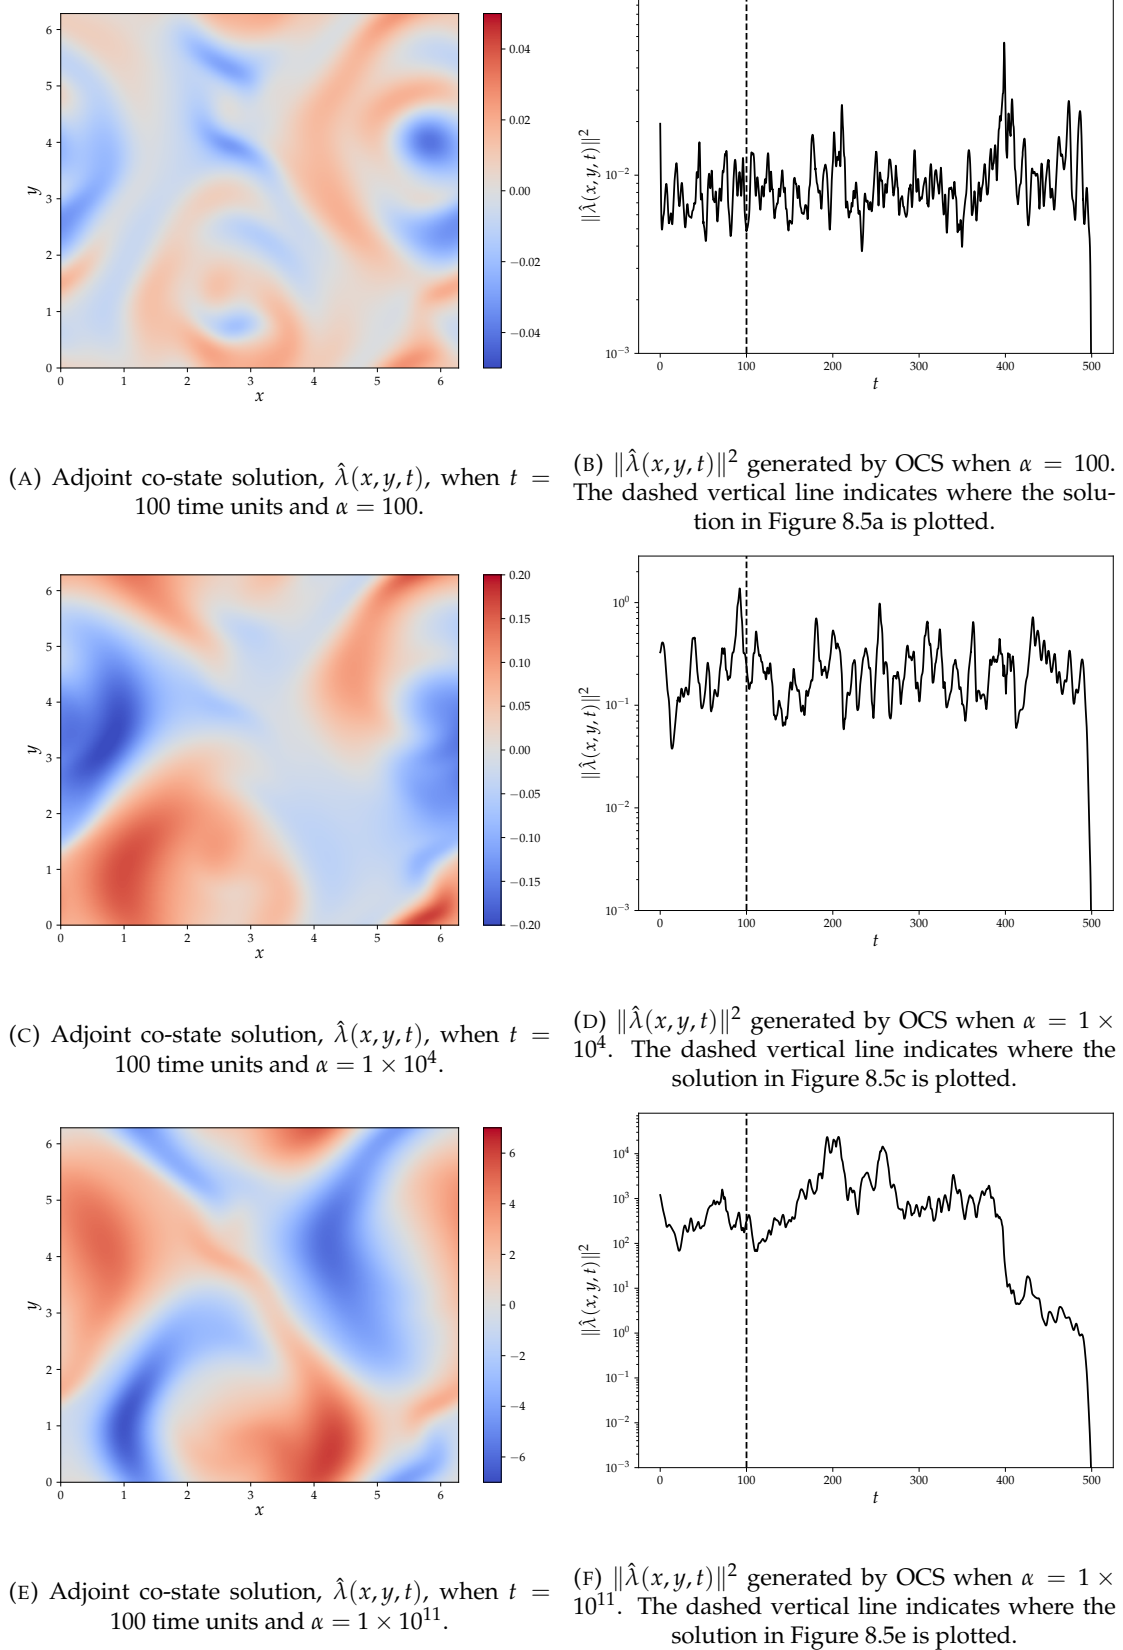 6
5
4
3
2
1
0
y
0 1 2 3 4 5 6
x
0.04
0.02
0.00
−0.02
−0.04
‖λ̂(x, y, t)‖²
10⁻²
10⁻³
0 100 200 300 400 500
t
(A) Adjoint co-state solution, λ̂(x, y, t), when t =
100 time units and α = 100.
(B) ‖λ̂(x, y, t)‖² generated by OCS when α = 100.
The dashed vertical line indicates where the solu-
tion in Figure 8.5a is plotted.
6
5
4
3
2
1
0
y
0 1 2 3 4 5 6
x
0.20
0.15
0.10
0.05
0.00
−0.05
−0.10
−0.15
−0.20
‖λ̂(x, y, t)‖²
10⁰
10⁻¹
10⁻²
10⁻³
0 100 200 300 400 500
t
(C) Adjoint co-state solution, λ̂(x, y, t), when t =
100 time units and α = 1 × 10⁴.
(D) ‖λ̂(x, y, t)‖² generated by OCS when α = 1 ×
10⁴. The dashed vertical line indicates where the
solution in Figure 8.5c is plotted.
6
5
4
3
2
1
0
y
0 1 2 3 4 5 6
x
6
4
2
0
−2
−4
−6
‖λ̂(x, y, t)‖²
10⁴
10³
10²
10¹
10⁰
10⁻¹
10⁻²
10⁻³
0 100 200 300 400 500
t
(E) Adjoint co-state solution, λ̂(x, y, t), when t =
100 time units and α = 1 × 10¹¹.
(F) ‖λ̂(x, y, t)‖² generated by OCS when α = 1 ×
10¹¹. The dashed vertical line indicates where the
solution in Figure 8.5e is plotted.